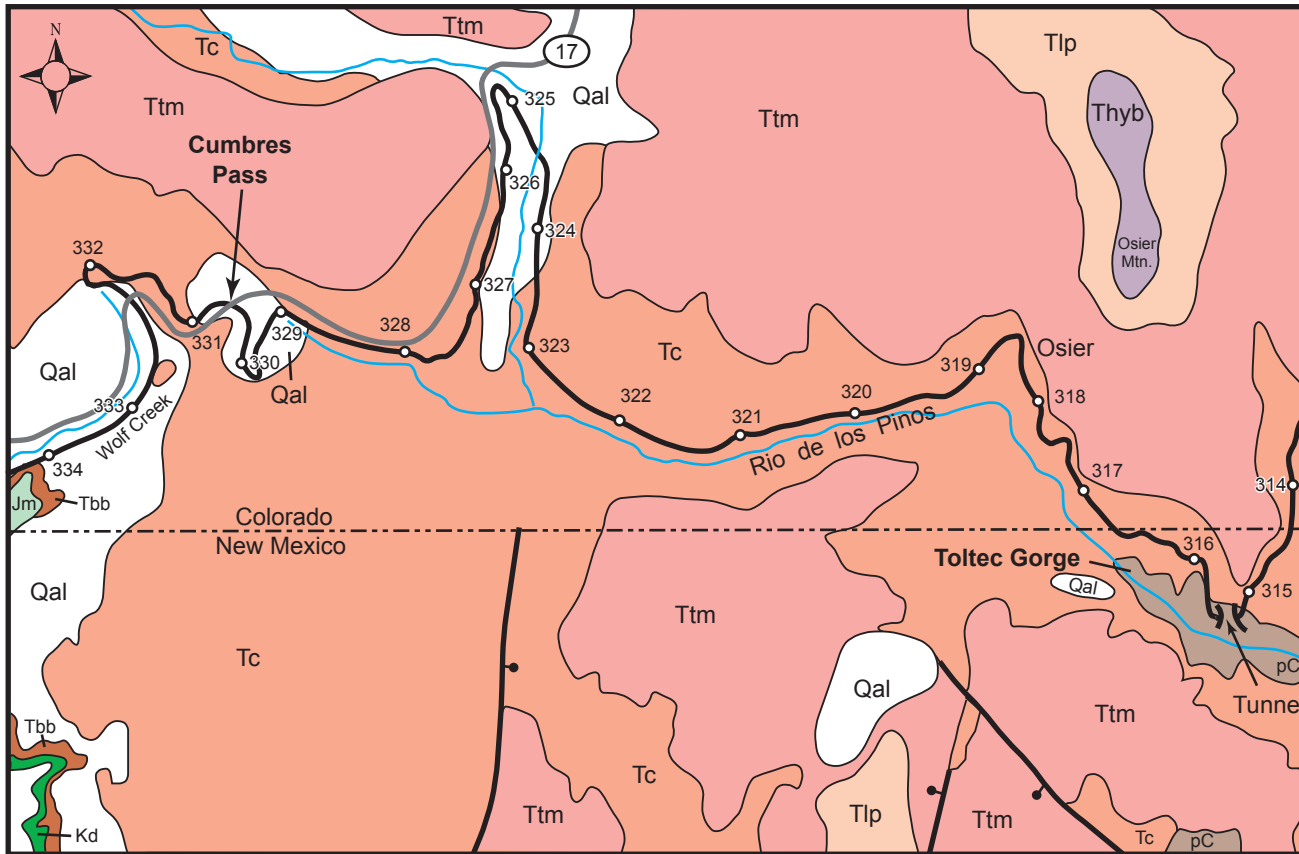 N
Ttm
Tc
17
Tlp
Qal
325
Thyb
Ttm
Ttm
Cumbres
Pass
326
324
Osier
Mtn.
332
327
331
329
328
323
Osier
330
319
Tc
318
Qal
Qal
322
320
333
321
Wolf Creek
Rio de los Pinos
334
317
314
Jm
Tbb
Colorado
New Mexico
316
Toltec Gorge
315
Qal
Qal
Ttm
Tc
pC
Qal
Tunne
Ttm
Tbb
Tc
Ttm
Tlp
Ttm
Kd
Tc
pC